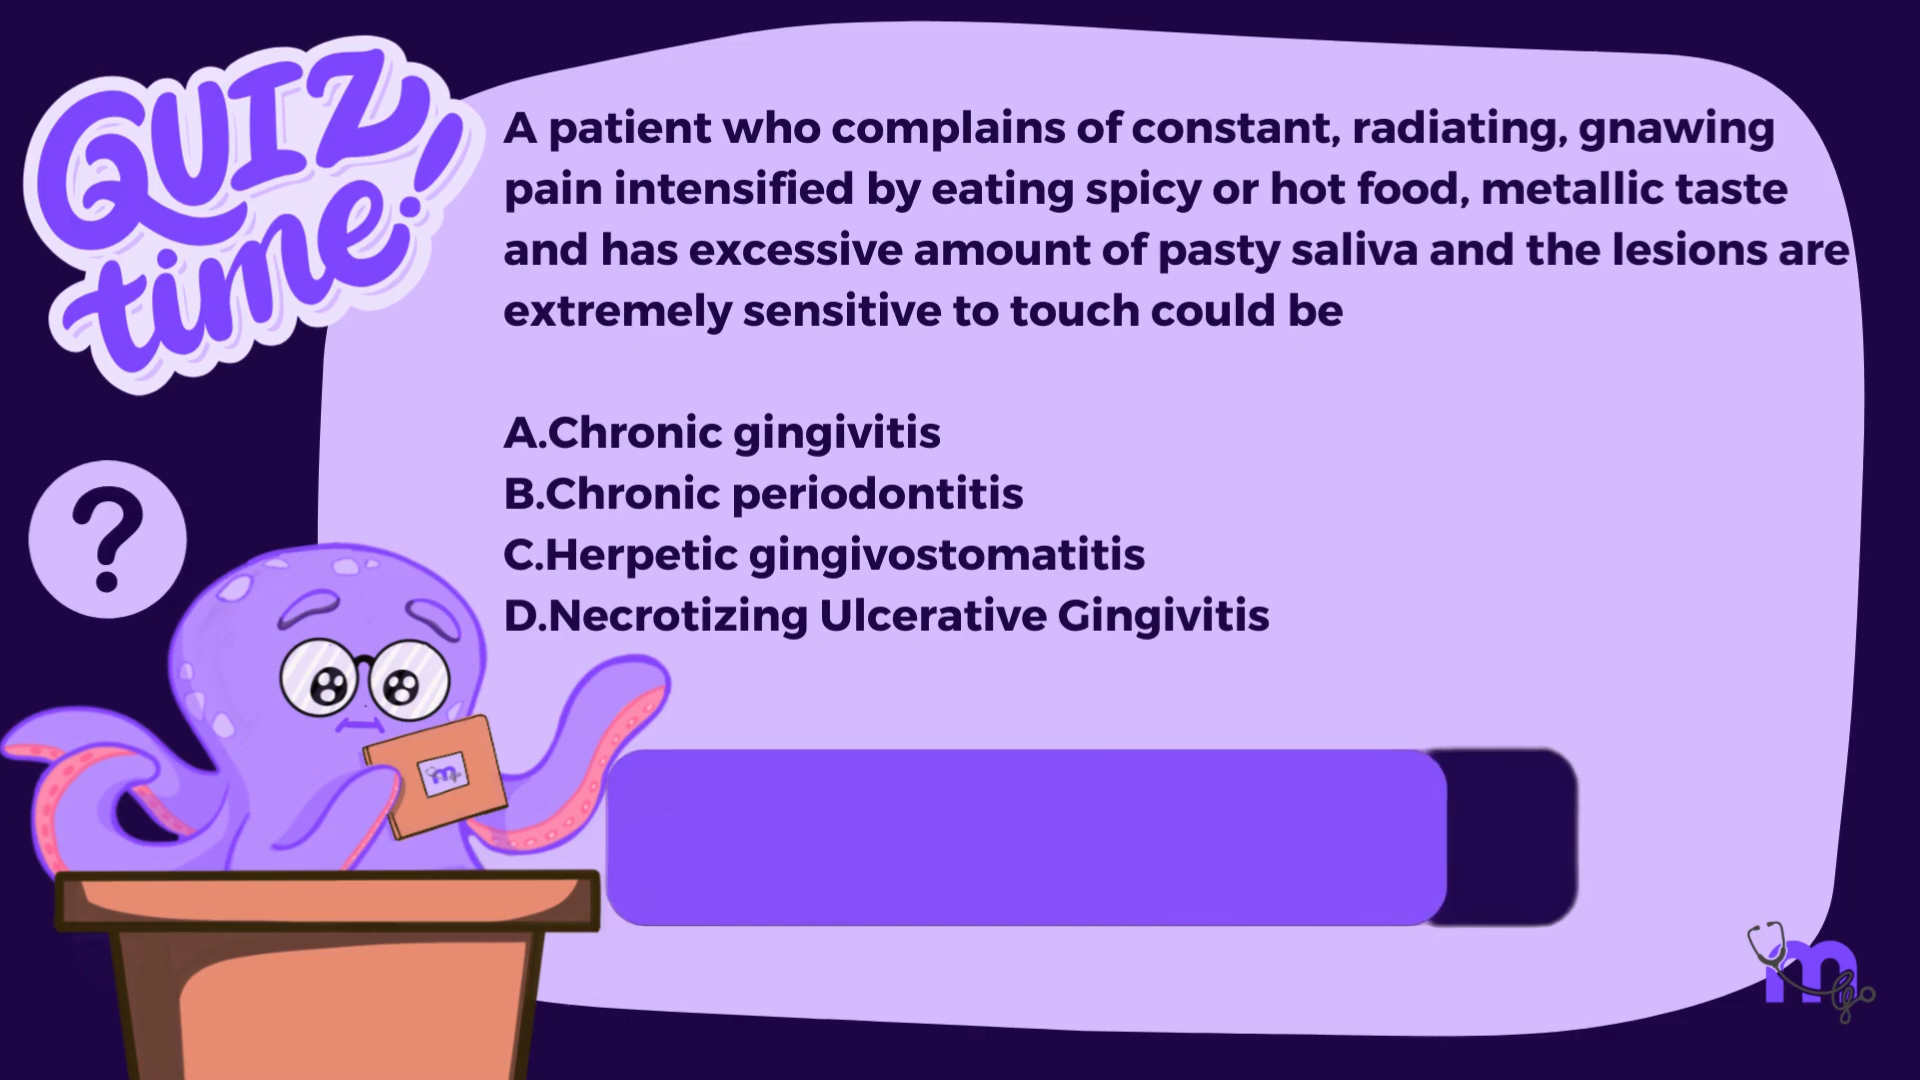 QUIZ
time!
A patient who complains of constant, radiating, gnawing
pain intensified by eating spicy or hot food, metallic taste
and has excessive amount of pasty saliva and the lesions are
extremely sensitive to touch could be
A.Chronic gingivitis
B.Chronic periodontitis
C.Herpetic gingivostomatitis
D.Necrotizing Ulcerative Gingivitis
?
m
m go